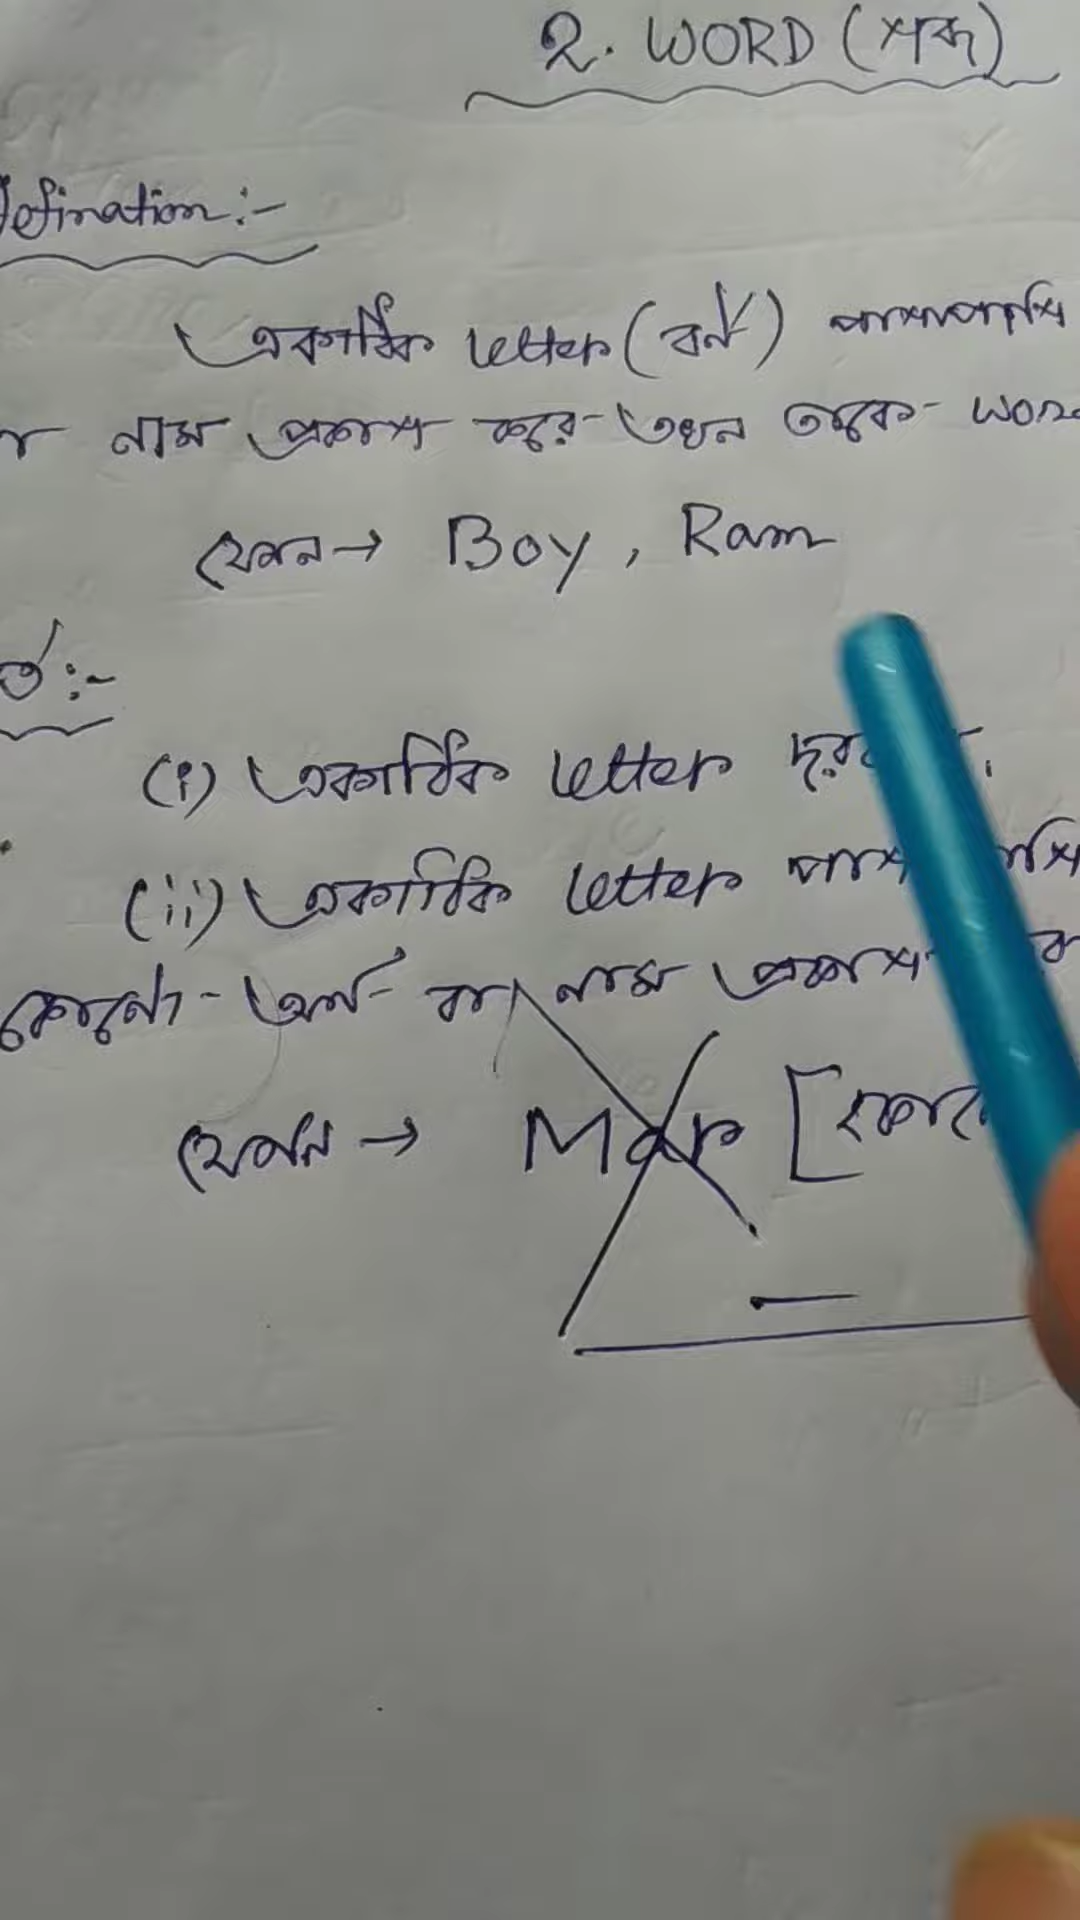 2. WORD (শব্দ)
Defination:-
একাধিক letter (বর্ণ) পাশাপাশি
নাম প্রকাশ করে তখন তাকে word
যেমন → Boy, Ram
(i) একাধিক letter
(ii) একাধিক letter
কোনো অর্থ বা নাম প্রকাশ
যেমন → Mar [